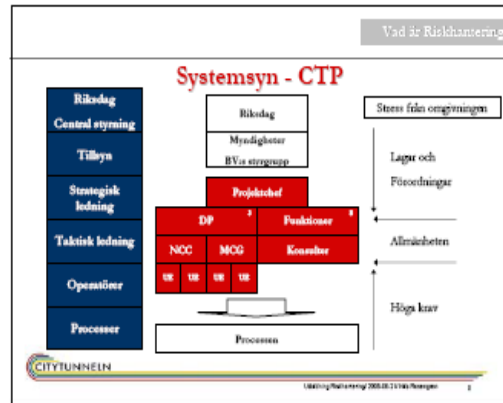 Vad är Riskhantering
Systemsyn - CTP
Riksdag
Central styrning
Tillsyn
Strategisk
ledning
Taktisk ledning
Operatörer
Processer
Riksdag
Myndigheter
BV:s styrgrupp
Projektchef
DP
Funktioner
NCC
MCG
Konsulter
UE UE UE UE
Processen
Stress från omgivningen
Lagar och
Förordningar
Allmänheten
Höga krav
CITYTUNNELN